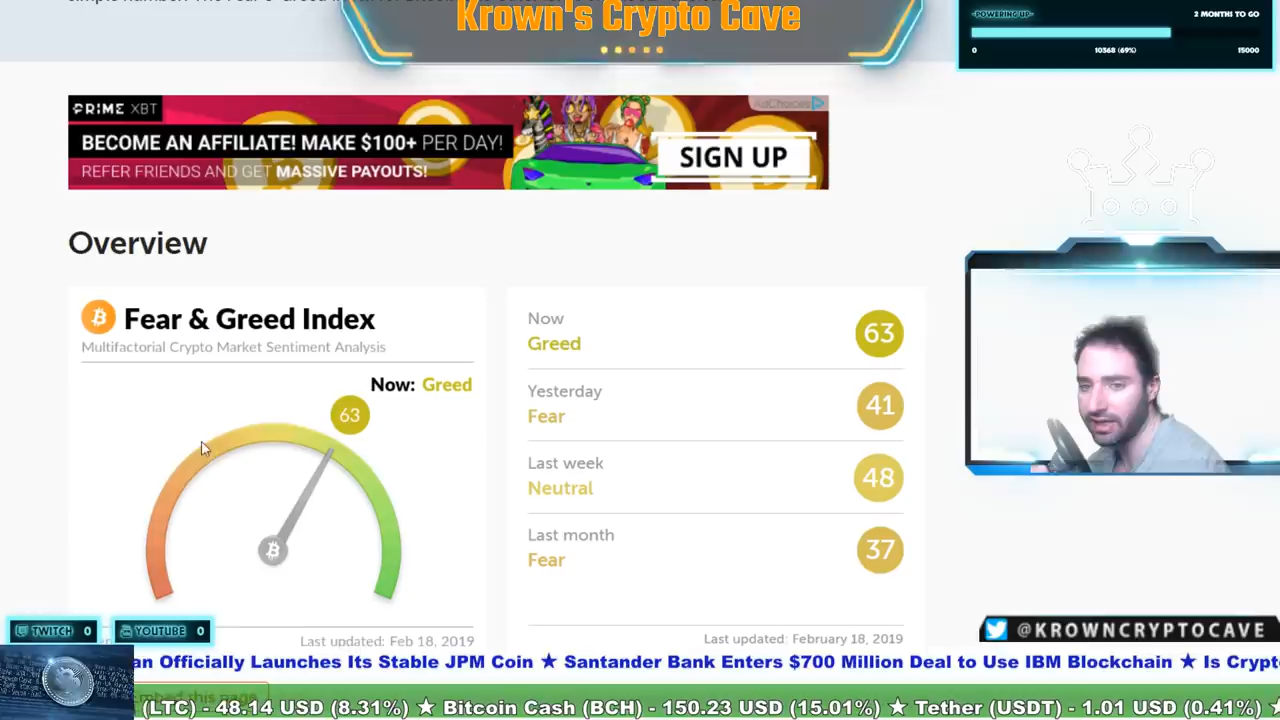 Krown's Crypto Cave
-POWERING UP-
2 MONTHS TO GO
0
10368 (69%)
15000
PRIME XBT
AdChoices
BECOME AN AFFILIATE! MAKE $100+ PER DAY!
REFER FRIENDS AND GET MASSIVE PAYOUTS!
SIGN UP
Overview
Fear & Greed Index
Multifactorial Crypto Market Sentiment Analysis
Now: Greed
63
Last updated: Feb 18, 2019
Now
Greed
63
Yesterday
Fear
41
Last week
Neutral
48
Last month
Fear
37
Last updated: February 18, 2019
TWITCH 0
YOUTUBE 0
@KROWNCRYPTOCAVE
an Officially Launches Its Stable JPM Coin ★ Santander Bank Enters $700 Million Deal to Use IBM Blockchain ★ Is Crypt
mbed this page
(LTC) - 48.14 USD (8.31%) ★ Bitcoin Cash (BCH) - 150.23 USD (15.01%) ★ Tether (USDT) - 1.01 USD (0.41%) ★